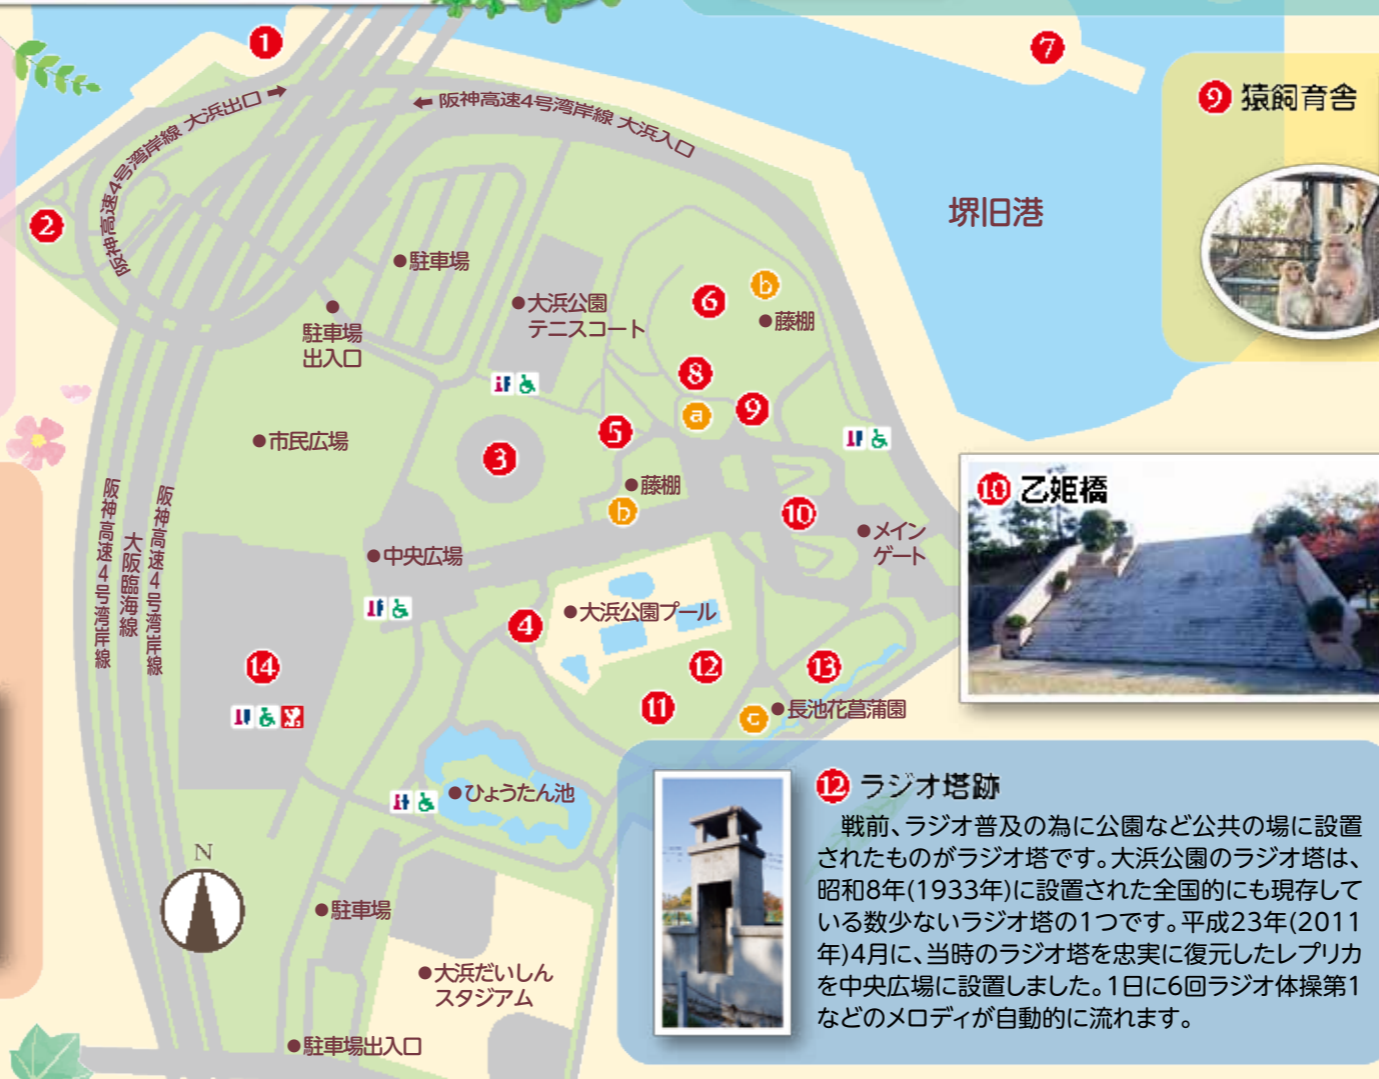 1
7
阪神高速4号湾岸線 大浜出口 →
← 阪神高速4号湾岸線 大浜入口
9 猿飼育舎
2
堺旧港
●駐車場
●大浜公園
テニスコート
6
b
●藤棚
●
駐車場
出入口
8
a
9
5
●市民広場
3
●藤棚
b
10
●メイン
ゲート
10 乙姫橋
阪神高速4号湾岸線
大阪臨海線
阪神高速4号湾岸線
●中央広場
4
●大浜公園プール
14
12
13
11
c
●長池花菖蒲園
●ひょうたん池
N
●駐車場
●大浜だいしん
スタジアム
●駐車場出入口
12 ラジオ塔跡
戦前、ラジオ普及の為に公園など公共の場に設置
されたものがラジオ塔です。大浜公園のラジオ塔は、
昭和8年(1933年)に設置された全国的にも現存して
いる数少ないラジオ塔の1つです。平成23年(2011
年)4月に、当時のラジオ塔を忠実に復元したレプリカ
を中央広場に設置しました。1日に6回ラジオ体操第1
などのメロディが自動的に流れます。